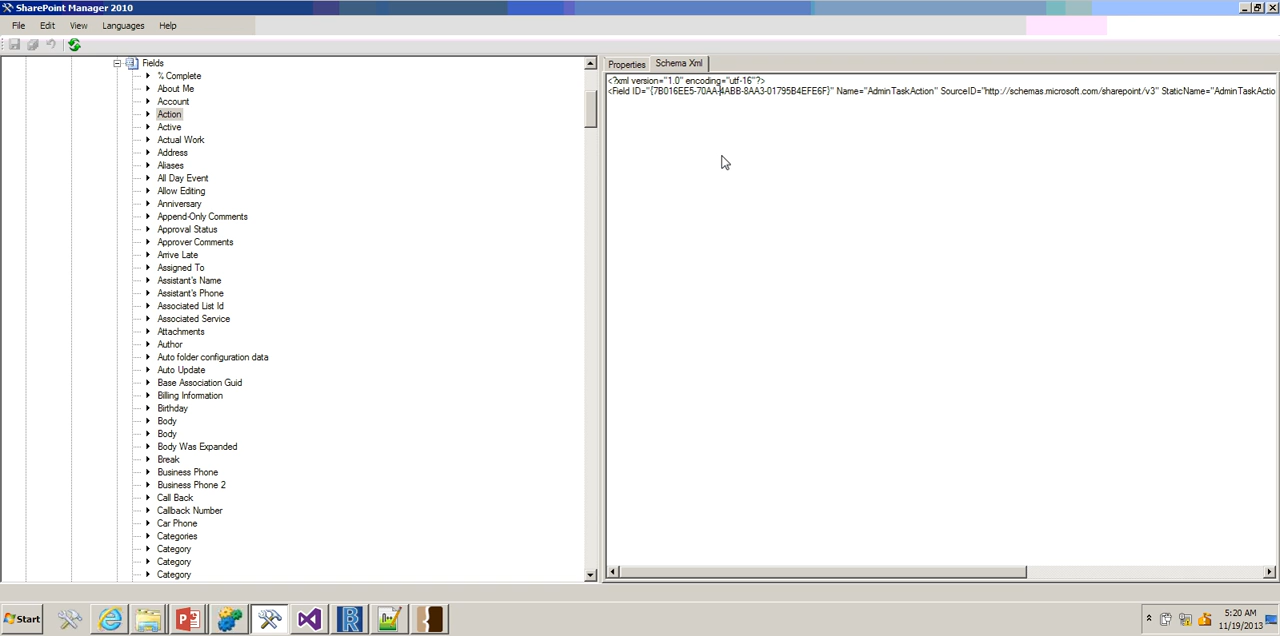 SharePoint Manager 2010
File Edit View Languages Help
Fields
% Complete
About Me
Account
Action
Active
Actual Work
Address
Aliases
All Day Event
Allow Editing
Anniversary
Append-Only Comments
Approval Status
Approver Comments
Arrive Late
Assigned To
Assistant's Name
Assistant's Phone
Associated List Id
Associated Service
Attachments
Author
Auto folder configuration data
Auto Update
Base Association Guid
Billing Information
Birthday
Body
Body
Body Was Expanded
Break
Business Phone
Business Phone 2
Call Back
Callback Number
Car Phone
Categories
Category
Category
Category
Properties Schema Xml
<?xml version="1.0" encoding="utf-16"?>
<Field ID="{7B016EE5-70AA-4ABB-8AA3-01795B4EFE6F}" Name="AdminTaskAction" SourceID="http://schemas.microsoft.com/sharepoint/v3" StaticName="AdminTaskActio
Start
5:20 AM
11/19/2013